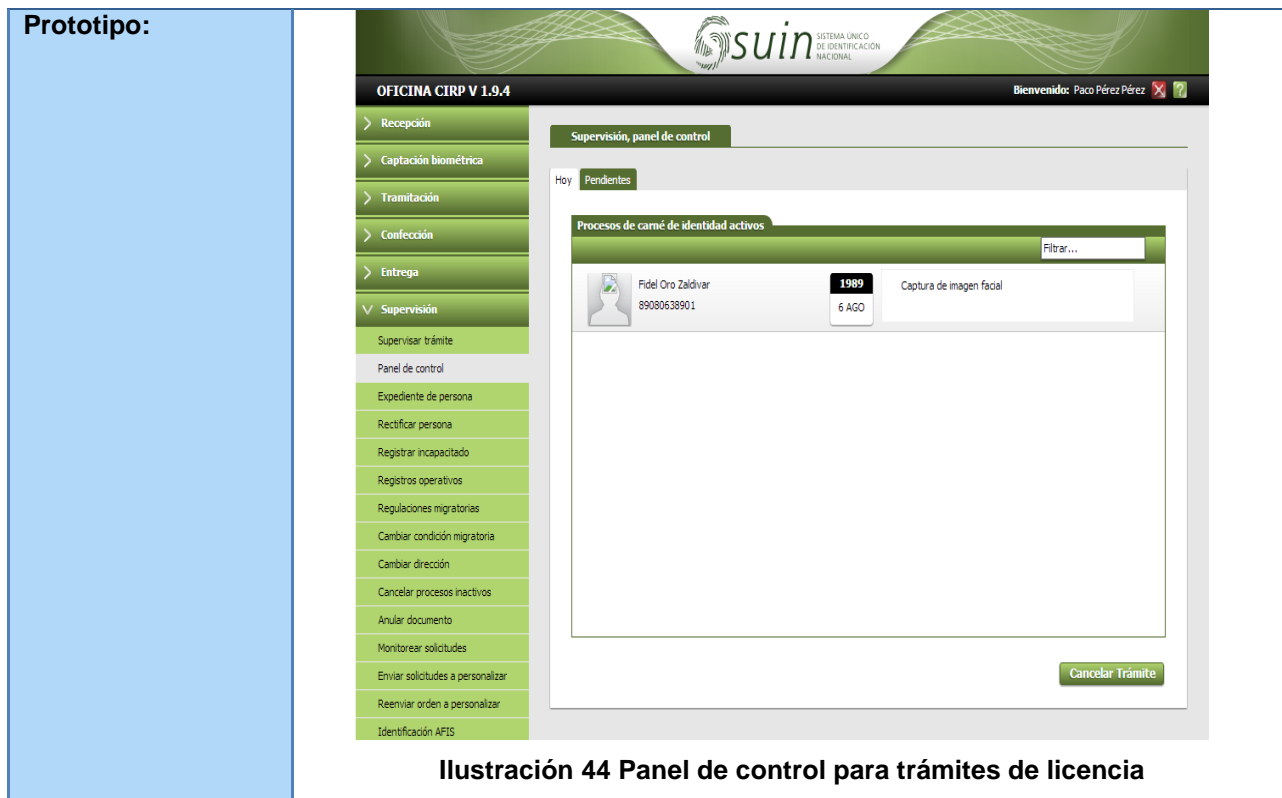 Prototipo:
suin SISTEMA ÚNICO
DE IDENTIFICACIÓN
NACIONAL
OFICINA CIRP V 1.9.4
Bienvenido: Paco Pérez Pérez
Recepción
Captación biométrica
Tramitación
Confección
Entrega
Supervisión
Supervisar trámite
Panel de control
Expediente de persona
Rectificar persona
Registrar incapacitado
Registros operativos
Regulaciones migratorias
Cambiar condición migratoria
Cambiar dirección
Cancelar procesos inactivos
Anular documento
Monitorear solicitudes
Enviar solicitudes a personalizar
Reenviar orden a personalizar
Identificación AFIS
Supervisión, panel de control
Hoy Pendientes
Procesos de carné de identidad activos
Filtrar...
Fidel Oro Zaldivar
89080638901
1989
6 AGO
Captura de imagen facial
Cancelar Trámite
Ilustración 44 Panel de control para trámites de licencia